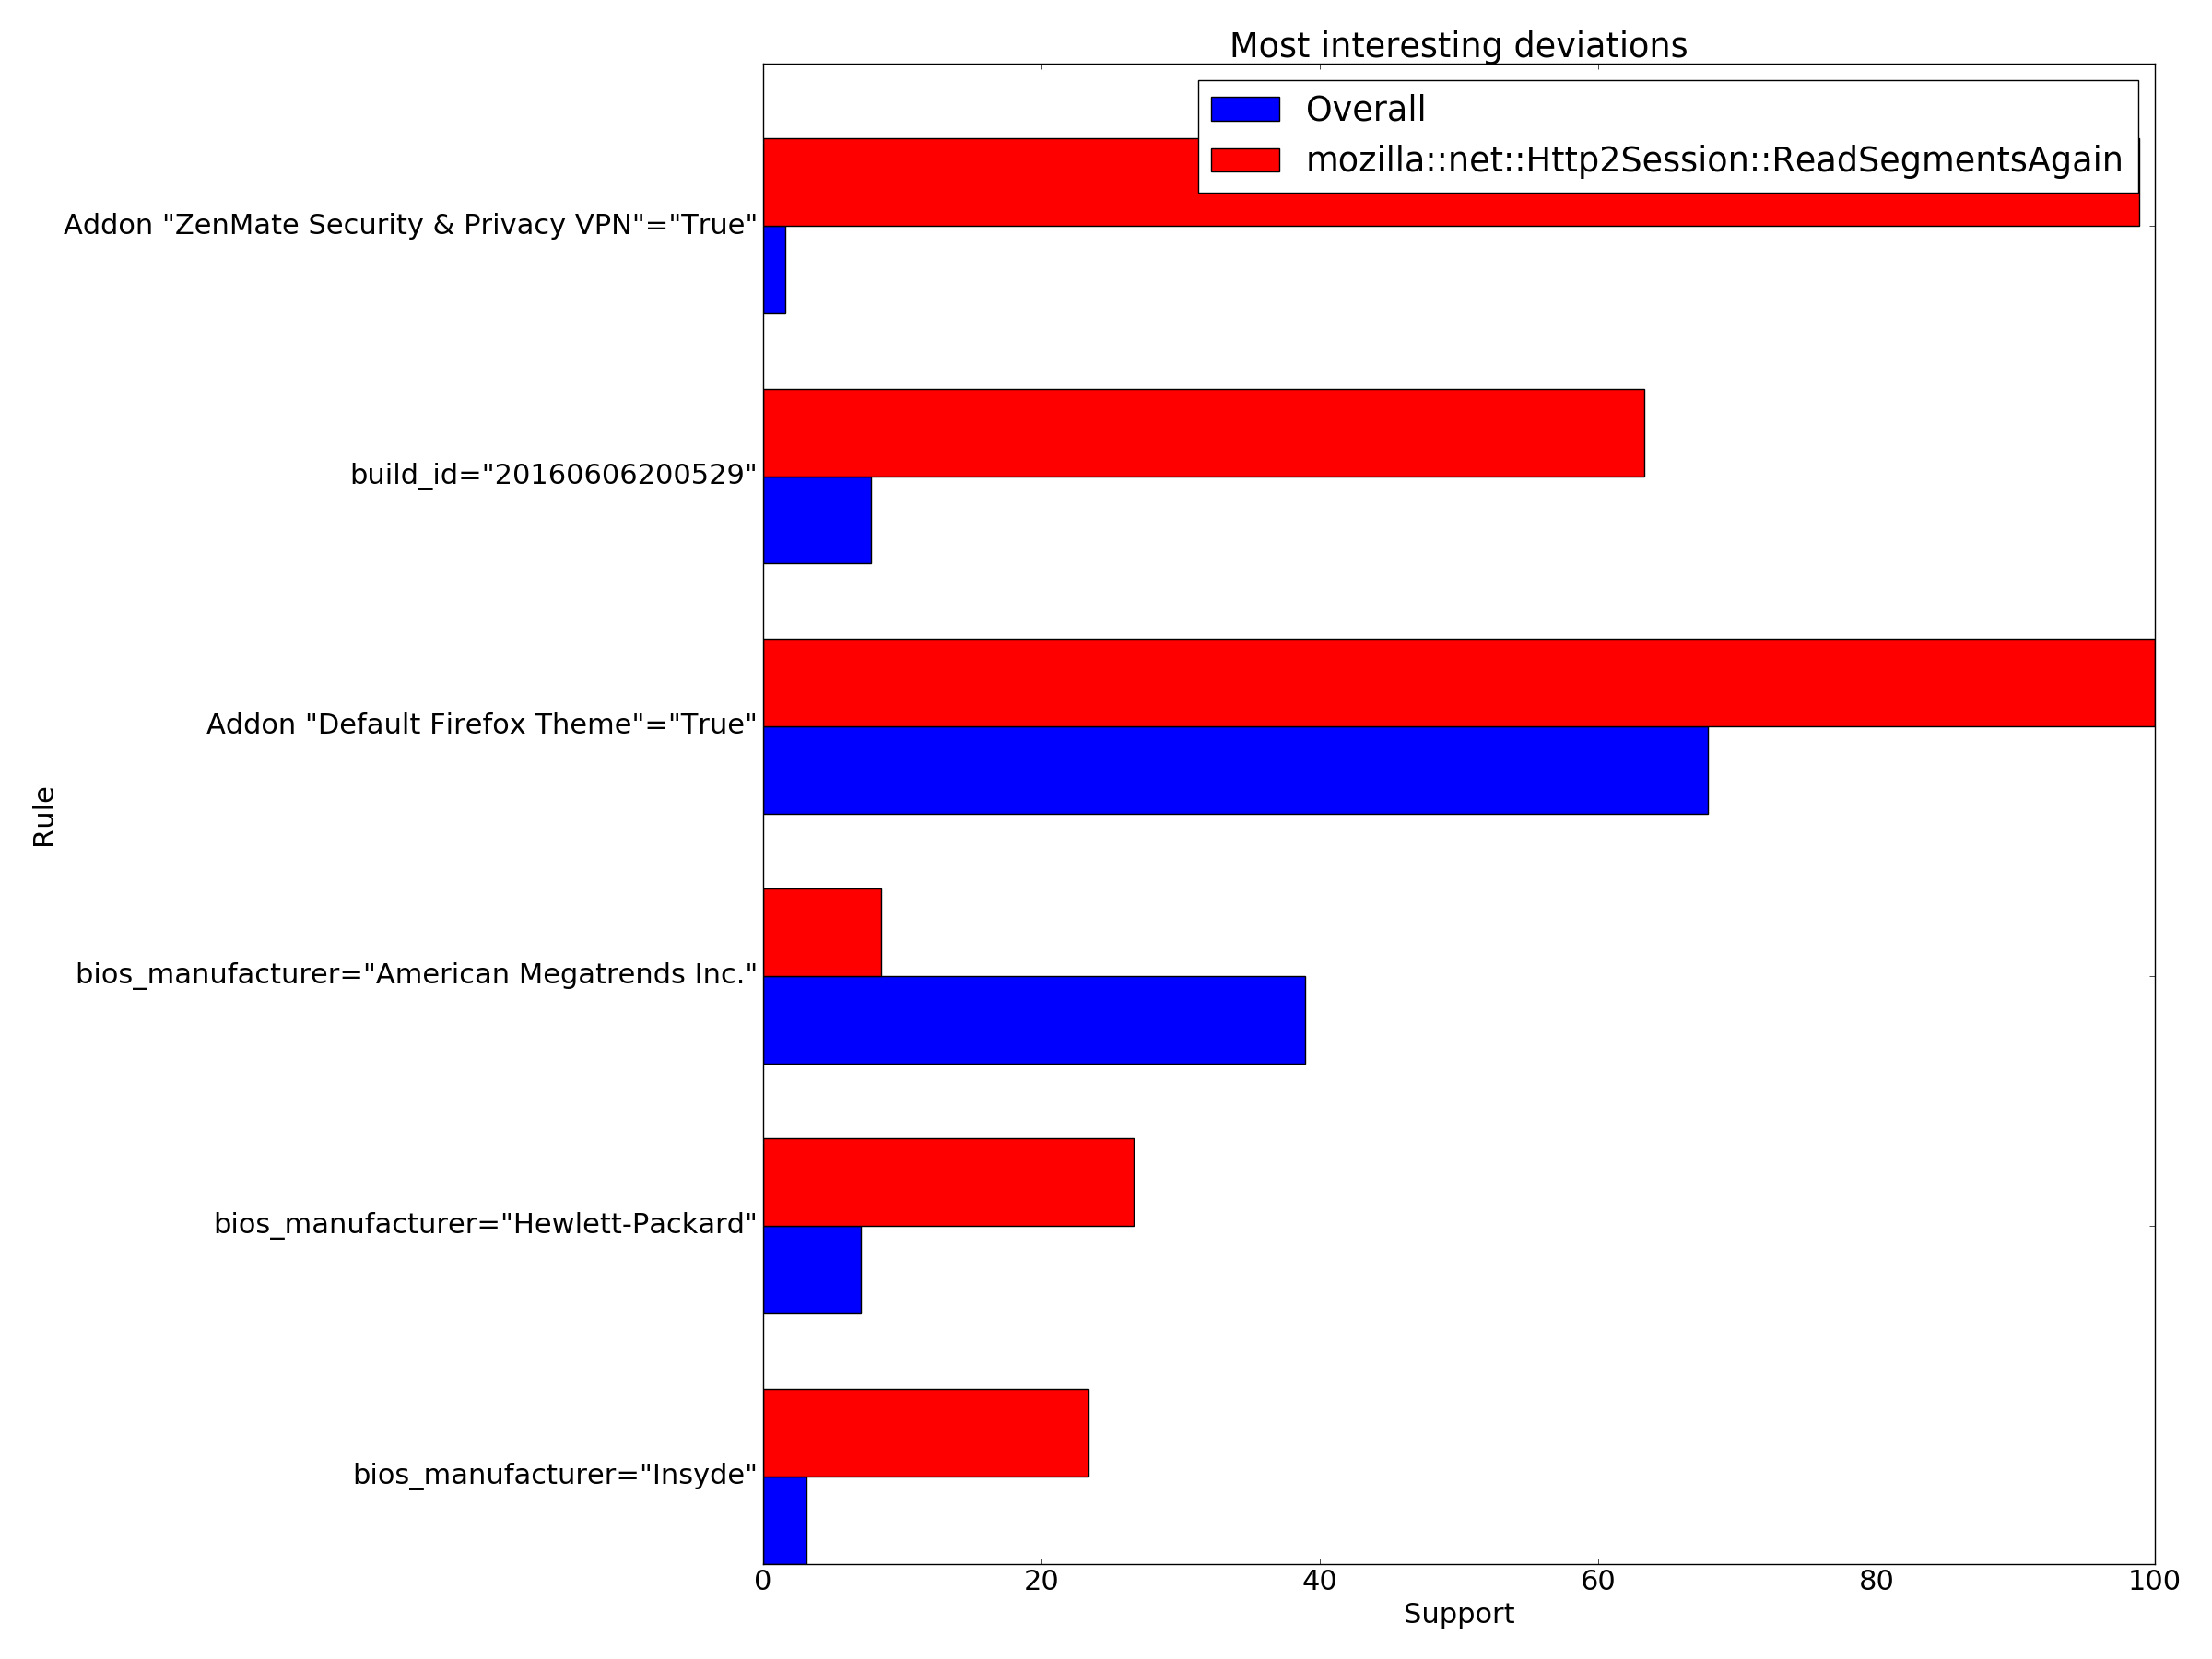 Most interesting deviations
Overall
mozilla::net::Http2Session::ReadSegmentsAgain
Addon "ZenMate Security & Privacy VPN"="True"
build_id="20160606200529"
Addon "Default Firefox Theme"="True"
Rule
bios_manufacturer="American Megatrends Inc."
bios_manufacturer="Hewlett-Packard"
bios_manufacturer="Insyde"
0 20 40 60 80 100
Support